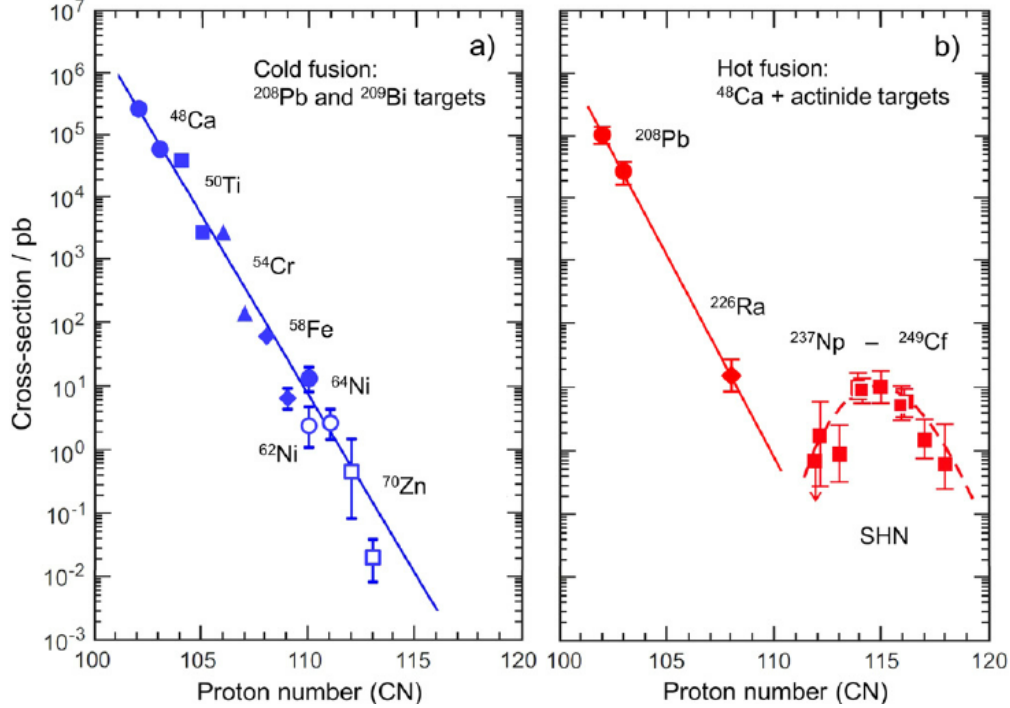 a)
Cold fusion:
²⁰⁸Pb and ²⁰⁹Bi targets
⁴⁸Ca
⁵⁰Ti
⁵⁴Cr
⁵⁸Fe
⁶⁴Ni
⁶²Ni
⁷⁰Zn
Cross-section / pb
10⁶
10⁵
10⁴
10³
10²
10¹
10⁰
10⁻¹
10⁻²
10⁻³
100 105 110 115 120
Proton number (CN)
b)
Hot fusion:
⁴⁸Ca + actinide targets
²⁰⁸Pb
²²⁶Ra
²³⁷Np – ²⁴⁹Cf
SHN
100 105 110 115 120
Proton number (CN)